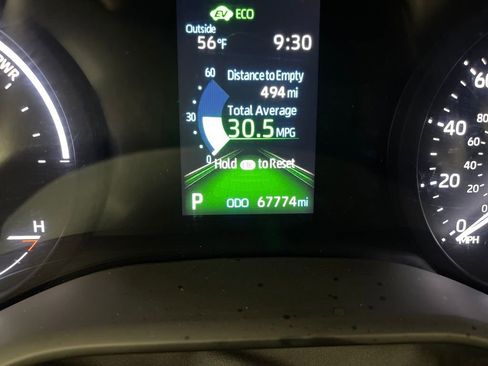 EV ECO
Outside
56°F 9:30
60 Distance to Empty
494 mi
30 Total Average
30.5 MPG
0 Hold to Reset
P ODO 67774 mi
PWR
H
60
80
40
20
0
MPH